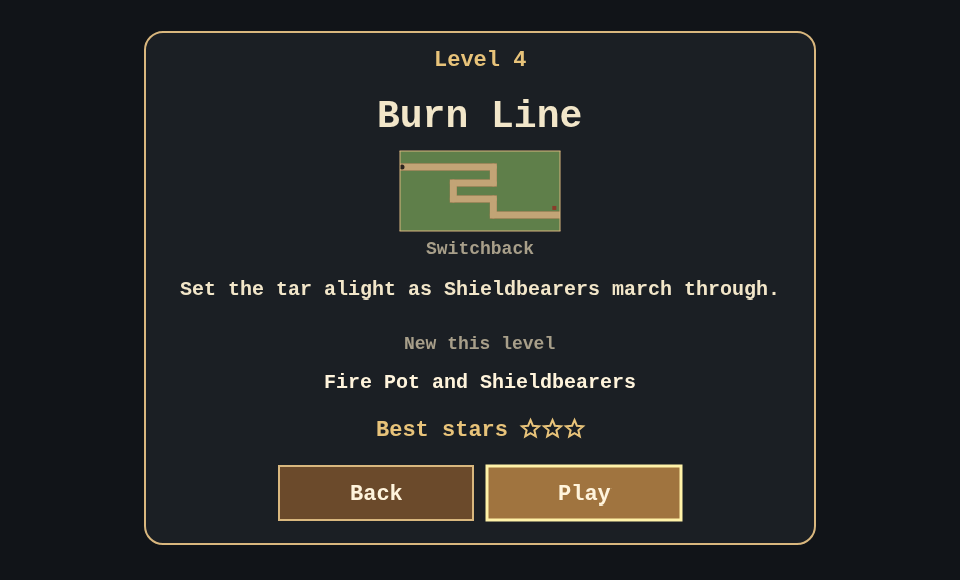 Level 4
Burn Line
Switchback
Set the tar alight as Shieldbearers march through.
New this level
Fire Pot and Shieldbearers
Best stars ☆☆☆
Back
Play